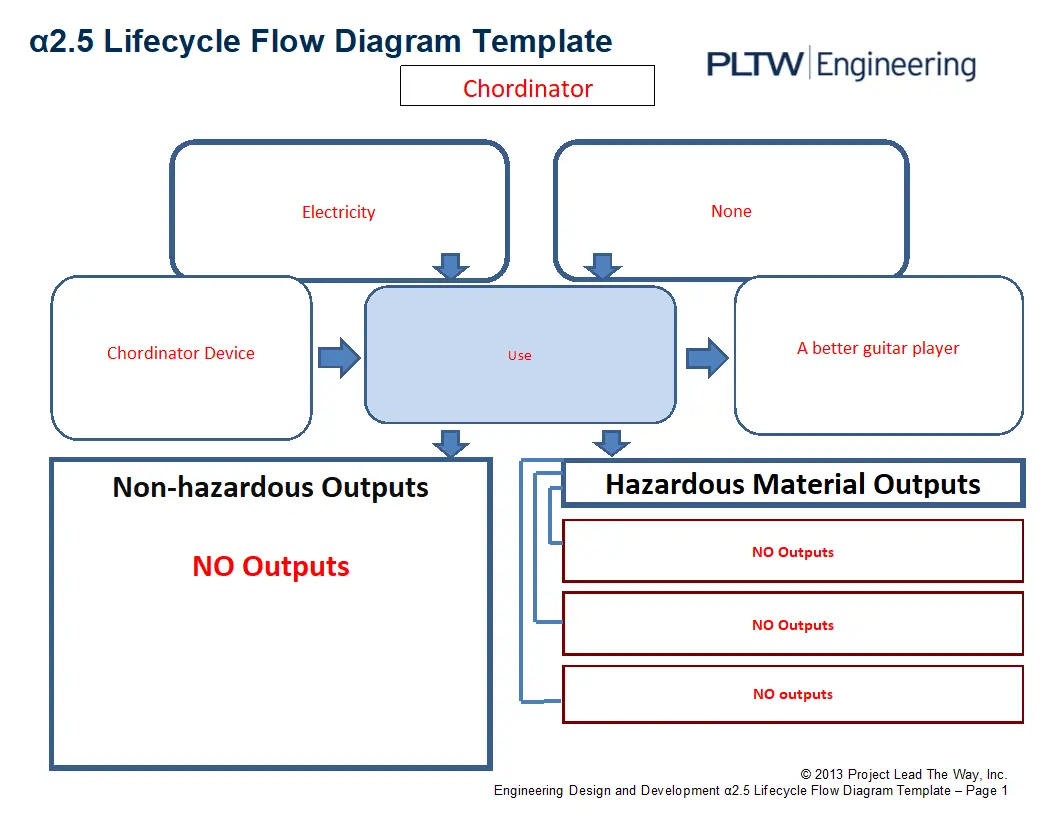 α2.5 Lifecycle Flow Diagram Template
PLTW Engineering
Chordinator
Electricity
None
Chordinator Device
Use
A better guitar player
Non-hazardous Outputs
NO Outputs
Hazardous Material Outputs
NO Outputs
NO Outputs
NO outputs
© 2013 Project Lead The Way, Inc.
Engineering Design and Development α2.5 Lifecycle Flow Diagram Template – Page 1